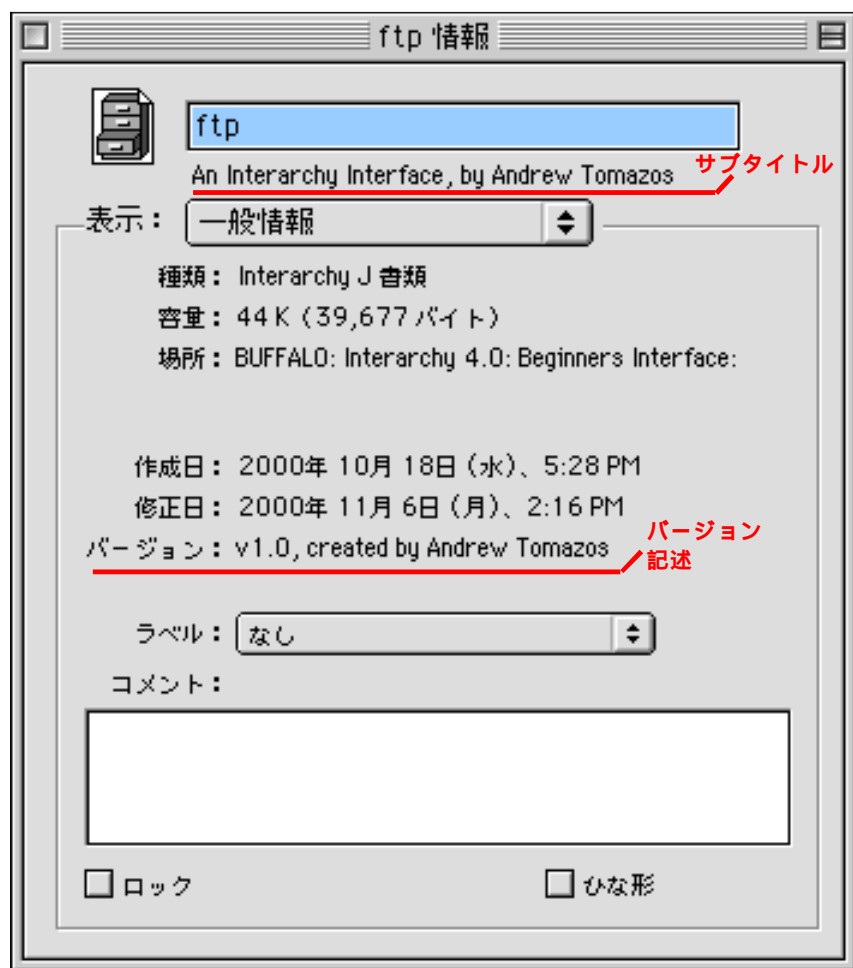 ftp 情報
ftp
An Interarchy Interface, by Andrew Tomazos
サブタイトル
表示： 一般情報
種類： Interarchy J 書類
容量： 44 K（39,677 バイト）
場所： BUFFALO: Interarchy 4.0: Beginners Interface:
作成日： 2000年 10月 18日（水）、5:28 PM
修正日： 2000年 11月 6日（月）、2:16 PM
バージョン： v1.0, created by Andrew Tomazos
バージョン
記述
ラベル： なし
コメント：
ロック ひな形